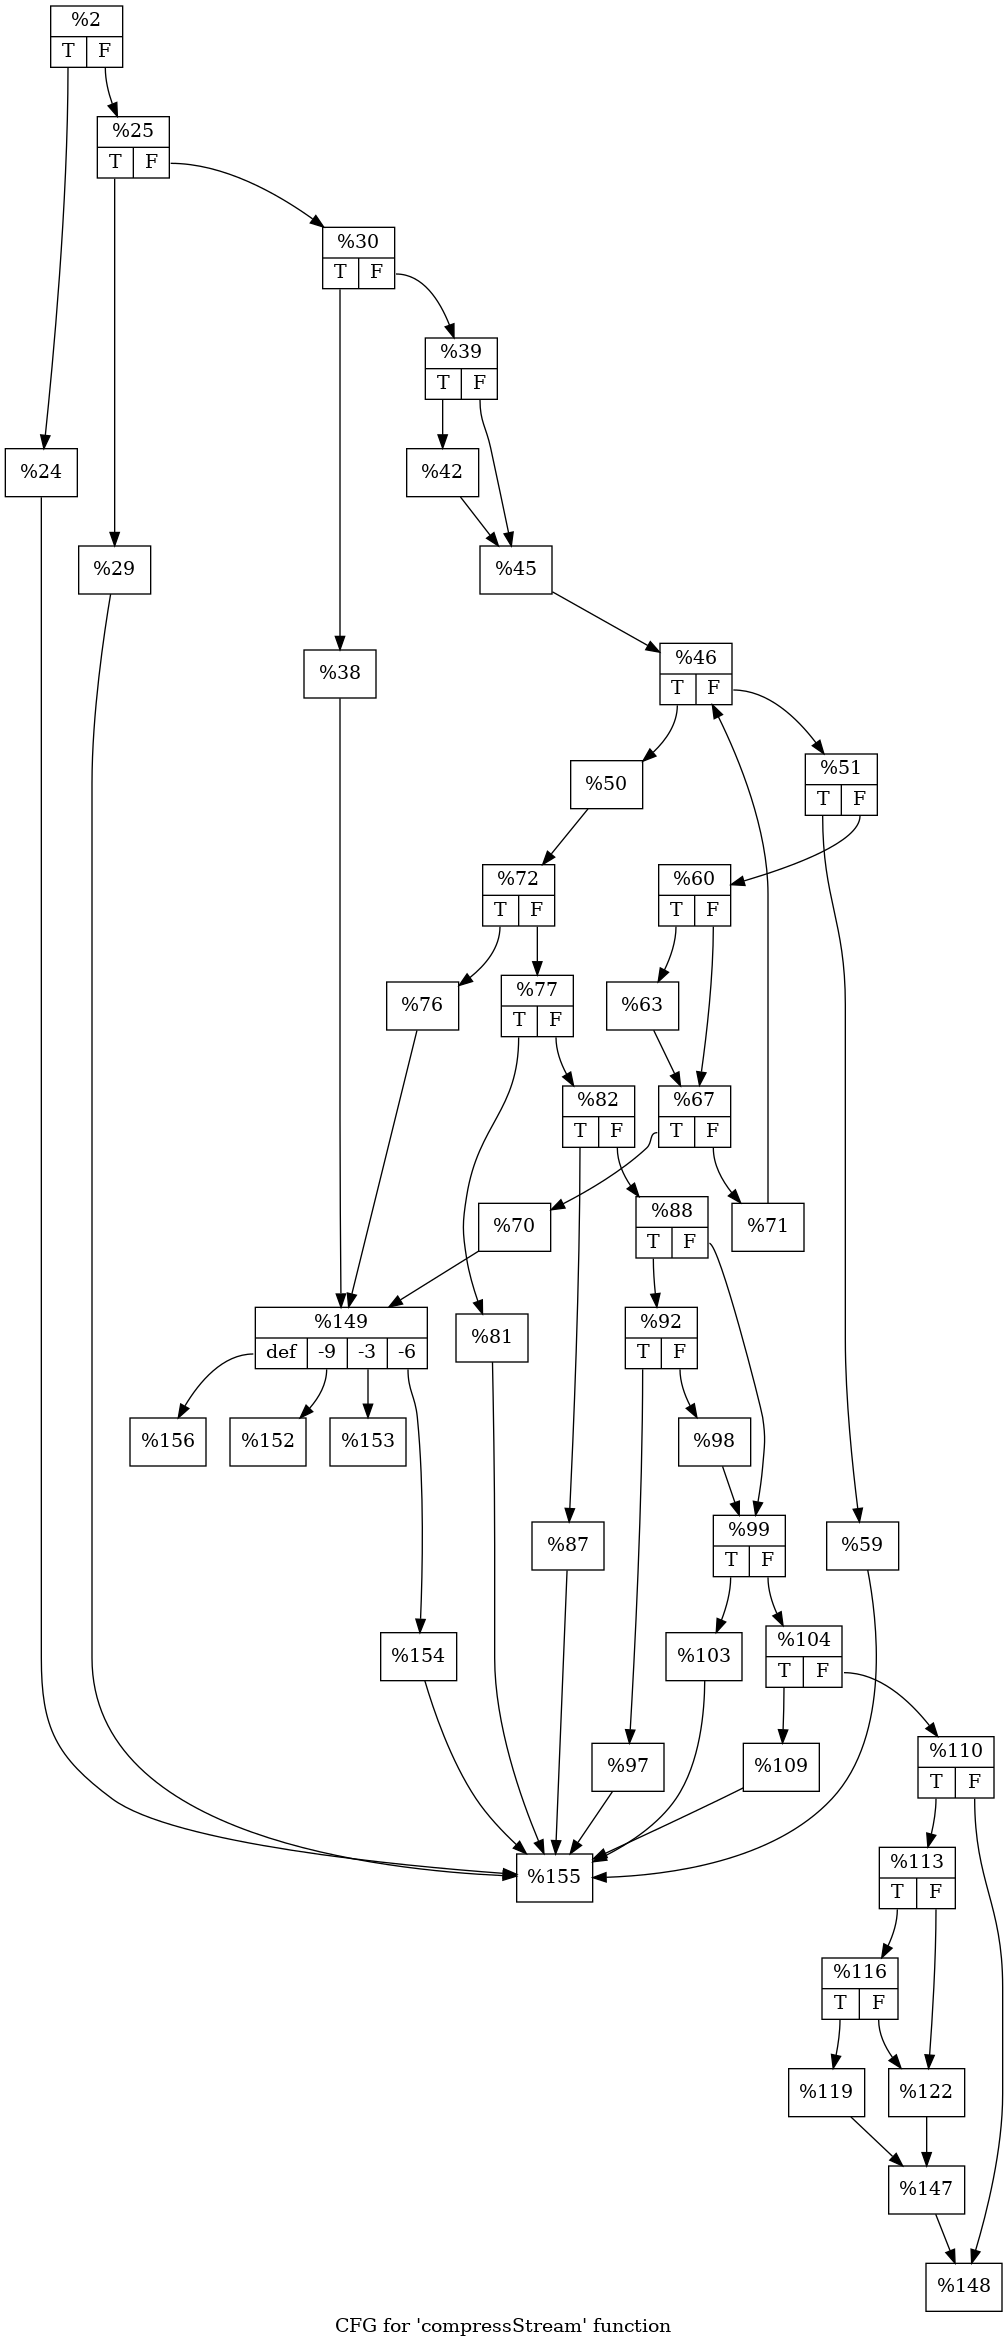 %2
T F
%25
T F
%30
T F
%39
T F
%24
%42
%29
%45
%46
T F
%38
%50
%51
T F
%72
T F
%60
T F
%76
%77
T F
%63
%82
T F
%67
T F
%70
%88
T F
%71
%149
def -9 -3 -6
%81
%92
T F
%156
%152
%153
%98
%87
%99
T F
%59
%154
%103
%104
T F
%97
%109
%110
T F
%155
%113
T F
%116
T F
%119
%122
%147
%148
CFG for 'compressStream' function